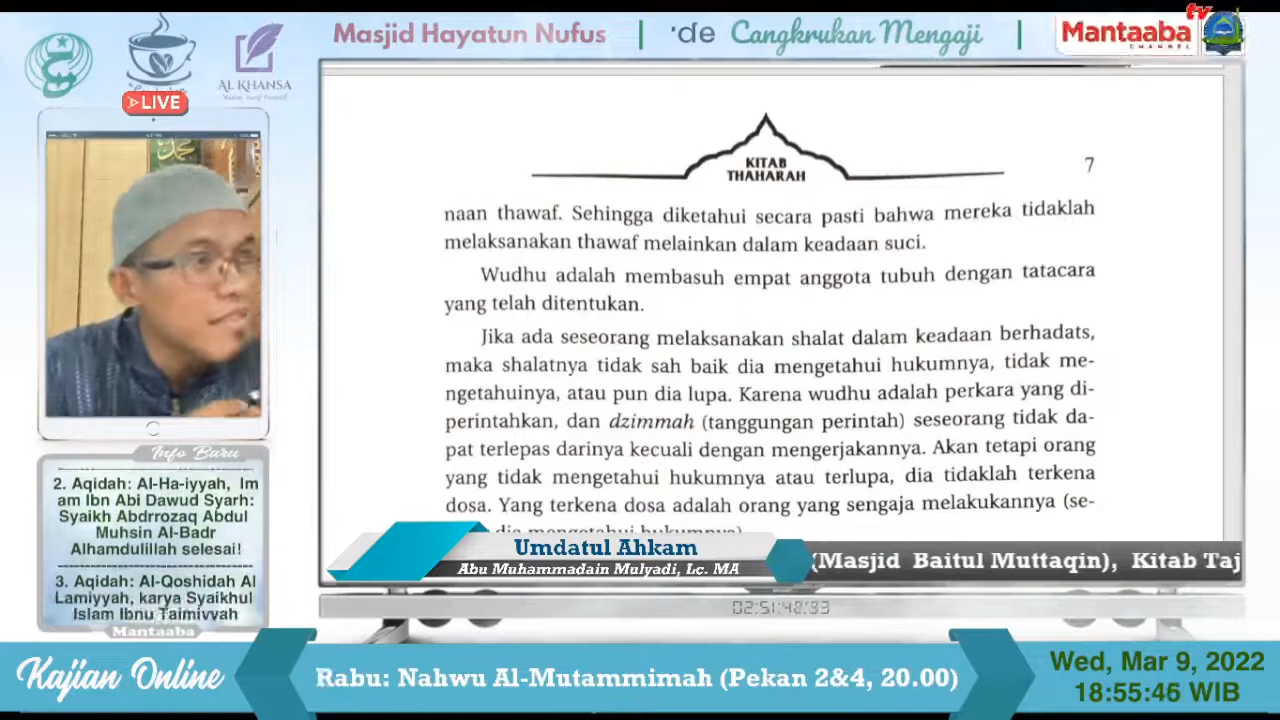 Masjid Hayatun Nufus | 'de Cangkrukan Mengaji |
Mantaaba tv
CHANNEL
AL KHANSA
LIVE
KITAB
THAHARAH
7
naan thawaf. Sehingga diketahui secara pasti bahwa mereka tidaklah
melaksanakan thawaf melainkan dalam keadaan suci.
Wudhu adalah membasuh empat anggota tubuh dengan tatacara
yang telah ditentukan.
Jika ada seseorang melaksanakan shalat dalam keadaan berhadats,
maka shalatnya tidak sah baik dia mengetahui hukumnya, tidak me-
ngetahuinya, atau pun dia lupa. Karena wudhu adalah perkara yang di-
perintahkan, dan dzimmah (tanggungan perintah) seseorang tidak da-
pat terlepas darinya kecuali dengan mengerjakannya. Akan tetapi orang
yang tidak mengetahui hukumnya atau terlupa, dia tidaklah terkena
dosa. Yang terkena dosa adalah orang yang sengaja melakukannya (se-
dia mengetahui hukumnya)
Info Baru
2. Aqidah: Al-Ha-iyyah, Im
am Ibn Abi Dawud Syarh:
Syaikh Abdrrozaq Abdul
Muhsin Al-Badr
Alhamdulillah selesai!
3. Aqidah: Al-Qoshidah Al
Lamiyyah, karya Syaikhul
Islam Ibnu Taimiyyah
Mantaaba
Umdatul Ahkam
Abu Muhammadain Mulyadi, Lc. MA
(Masjid Baitul Muttaqin), Kitab Taj
02:51:48:33
Kajian Online
Rabu: Nahwu Al-Mutammimah (Pekan 2&4, 20.00)
Wed, Mar 9, 2022
18:55:46 WIB